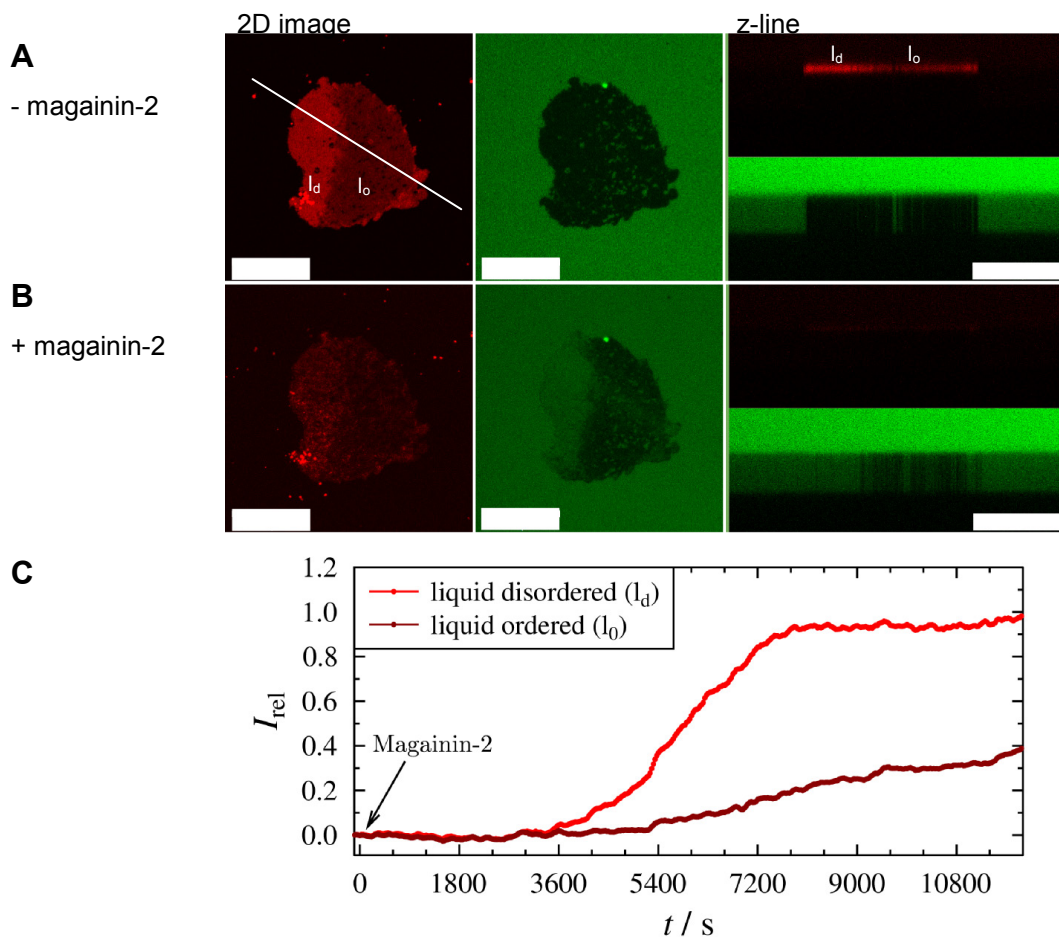 2D image z-line
A
- magainin-2
l_d l_o
l_d l_o
B
+ magainin-2
C
1.2
1.0
0.8
0.6
0.4
0.2
0.0
I_rel
liquid disordered (l_d)
liquid ordered (l_0)
Magainin-2
0 1800 3600 5400 7200 9000 10800
t / s